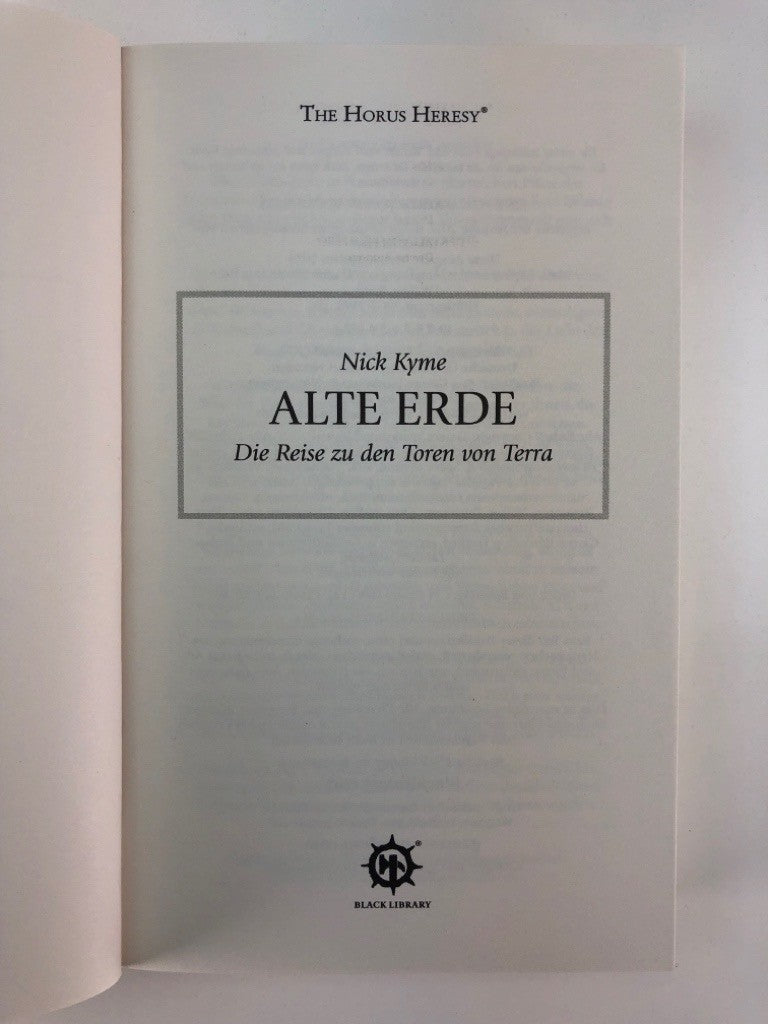 THE HORUS HERESY®
Nick Kyme
ALTE ERDE
Die Reise zu den Toren von Terra
®
BLACK LIBRARY